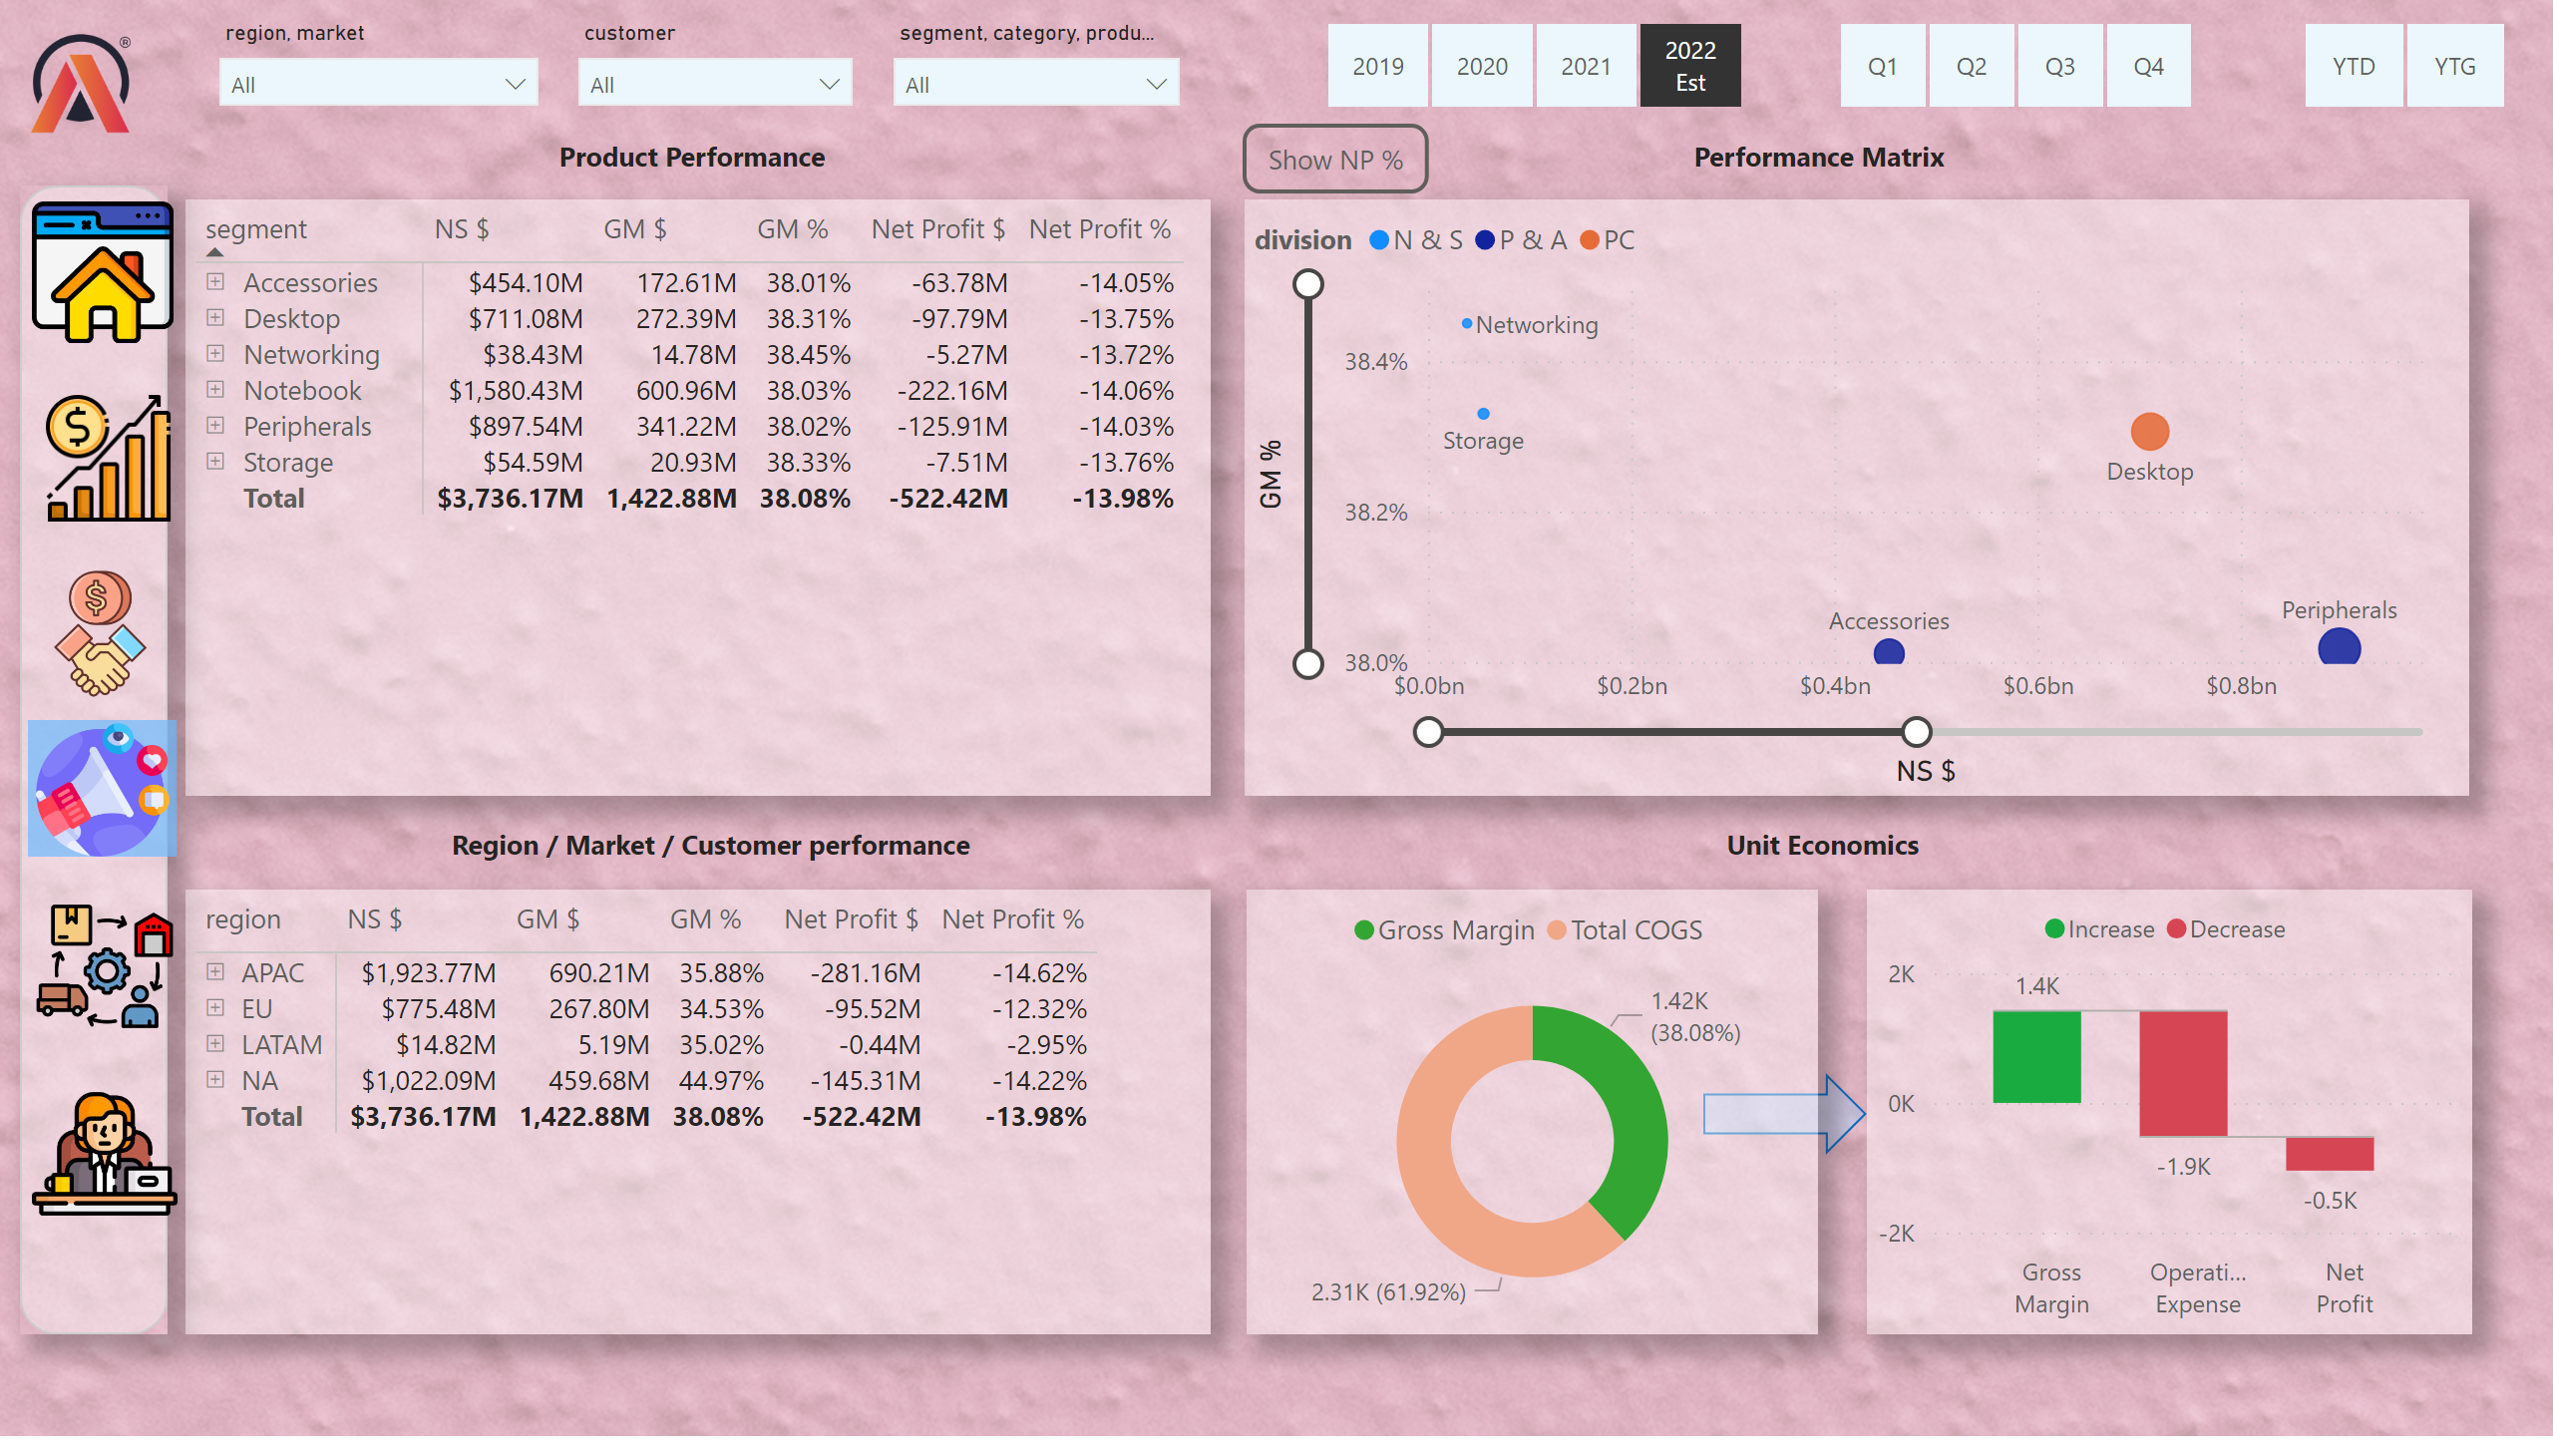 region, market
customer
segment, category, produ...
All
All
All
2019
2020
2021
2022
Est
Q1
Q2
Q3
Q4
YTD
YTG
®
Product Performance
Show NP %
Performance Matrix
segment NS $ GM $ GM % Net Profit $ Net Profit %
Accessories $454.10M 172.61M 38.01% -63.78M -14.05%
Desktop $711.08M 272.39M 38.31% -97.79M -13.75%
Networking $38.43M 14.78M 38.45% -5.27M -13.72%
Notebook $1,580.43M 600.96M 38.03% -222.16M -14.06%
Peripherals $897.54M 341.22M 38.02% -125.91M -14.03%
Storage $54.59M 20.93M 38.33% -7.51M -13.76%
Total $3,736.17M 1,422.88M 38.08% -522.42M -13.98%
division N & S P & A PC
Networking
38.4%
Storage
Desktop
GM %
38.2%
Accessories
Peripherals
38.0%
$0.0bn $0.2bn $0.4bn $0.6bn $0.8bn
NS $
Region / Market / Customer performance
Unit Economics
region NS $ GM $ GM % Net Profit $ Net Profit %
APAC $1,923.77M 690.21M 35.88% -281.16M -14.62%
EU $775.48M 267.80M 34.53% -95.52M -12.32%
LATAM $14.82M 5.19M 35.02% -0.44M -2.95%
NA $1,022.09M 459.68M 44.97% -145.31M -14.22%
Total $3,736.17M 1,422.88M 38.08% -522.42M -13.98%
Gross Margin Total COGS
1.42K
(38.08%)
2.31K (61.92%)
Increase Decrease
2K
1.4K
0K
-1.9K
-0.5K
-2K
Gross
Margin
Operati...
Expense
Net
Profit